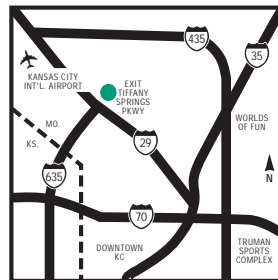 435
35
KANSAS CITY
INT'L. AIRPORT
EXIT
TIFFANY
SPRINGS
PKWY
WORLDS
OF FUN
MO.
KS.
29
635
N
70
DOWNTOWN
KC
TRUMAN
SPORTS
COMPLEX